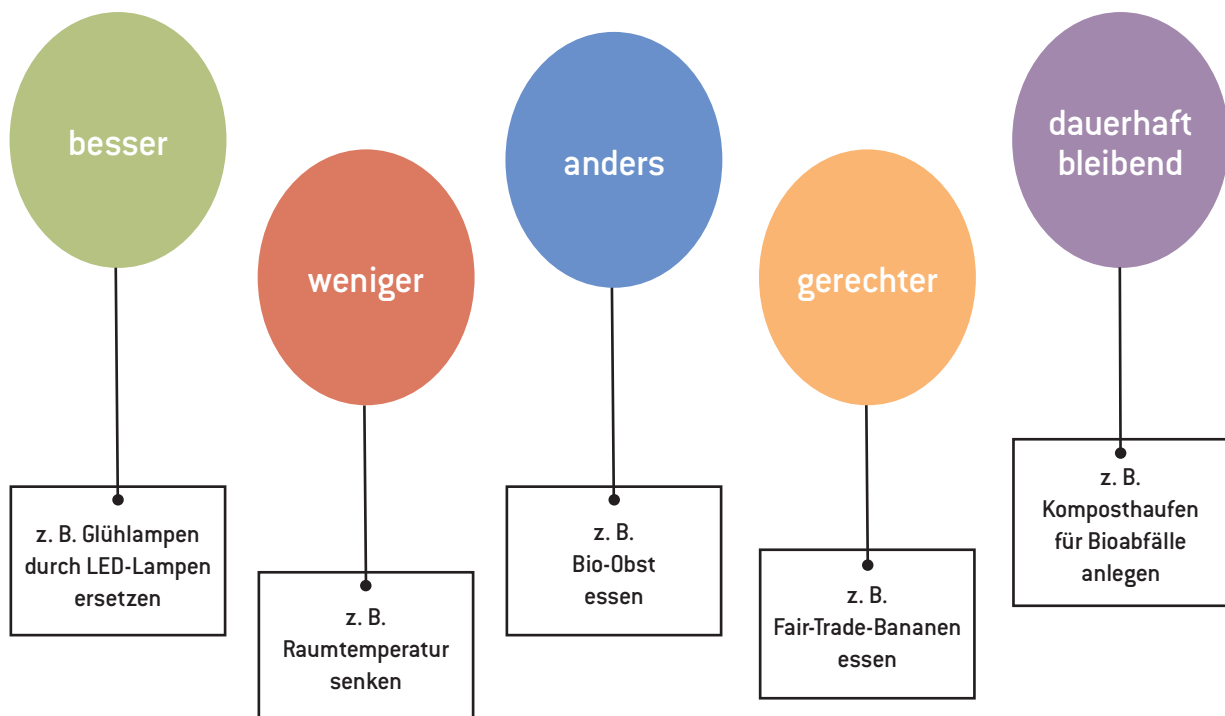 besser
weniger
anders
gerechter
dauerhaft
bleibend
z. B. Glühlampen
durch LED-Lampen
ersetzen
z. B.
Raumtemperatur
senken
z. B.
Bio-Obst
essen
z. B.
Fair-Trade-Bananen
essen
z. B.
Komposthaufen
für Bioabfälle
anlegen